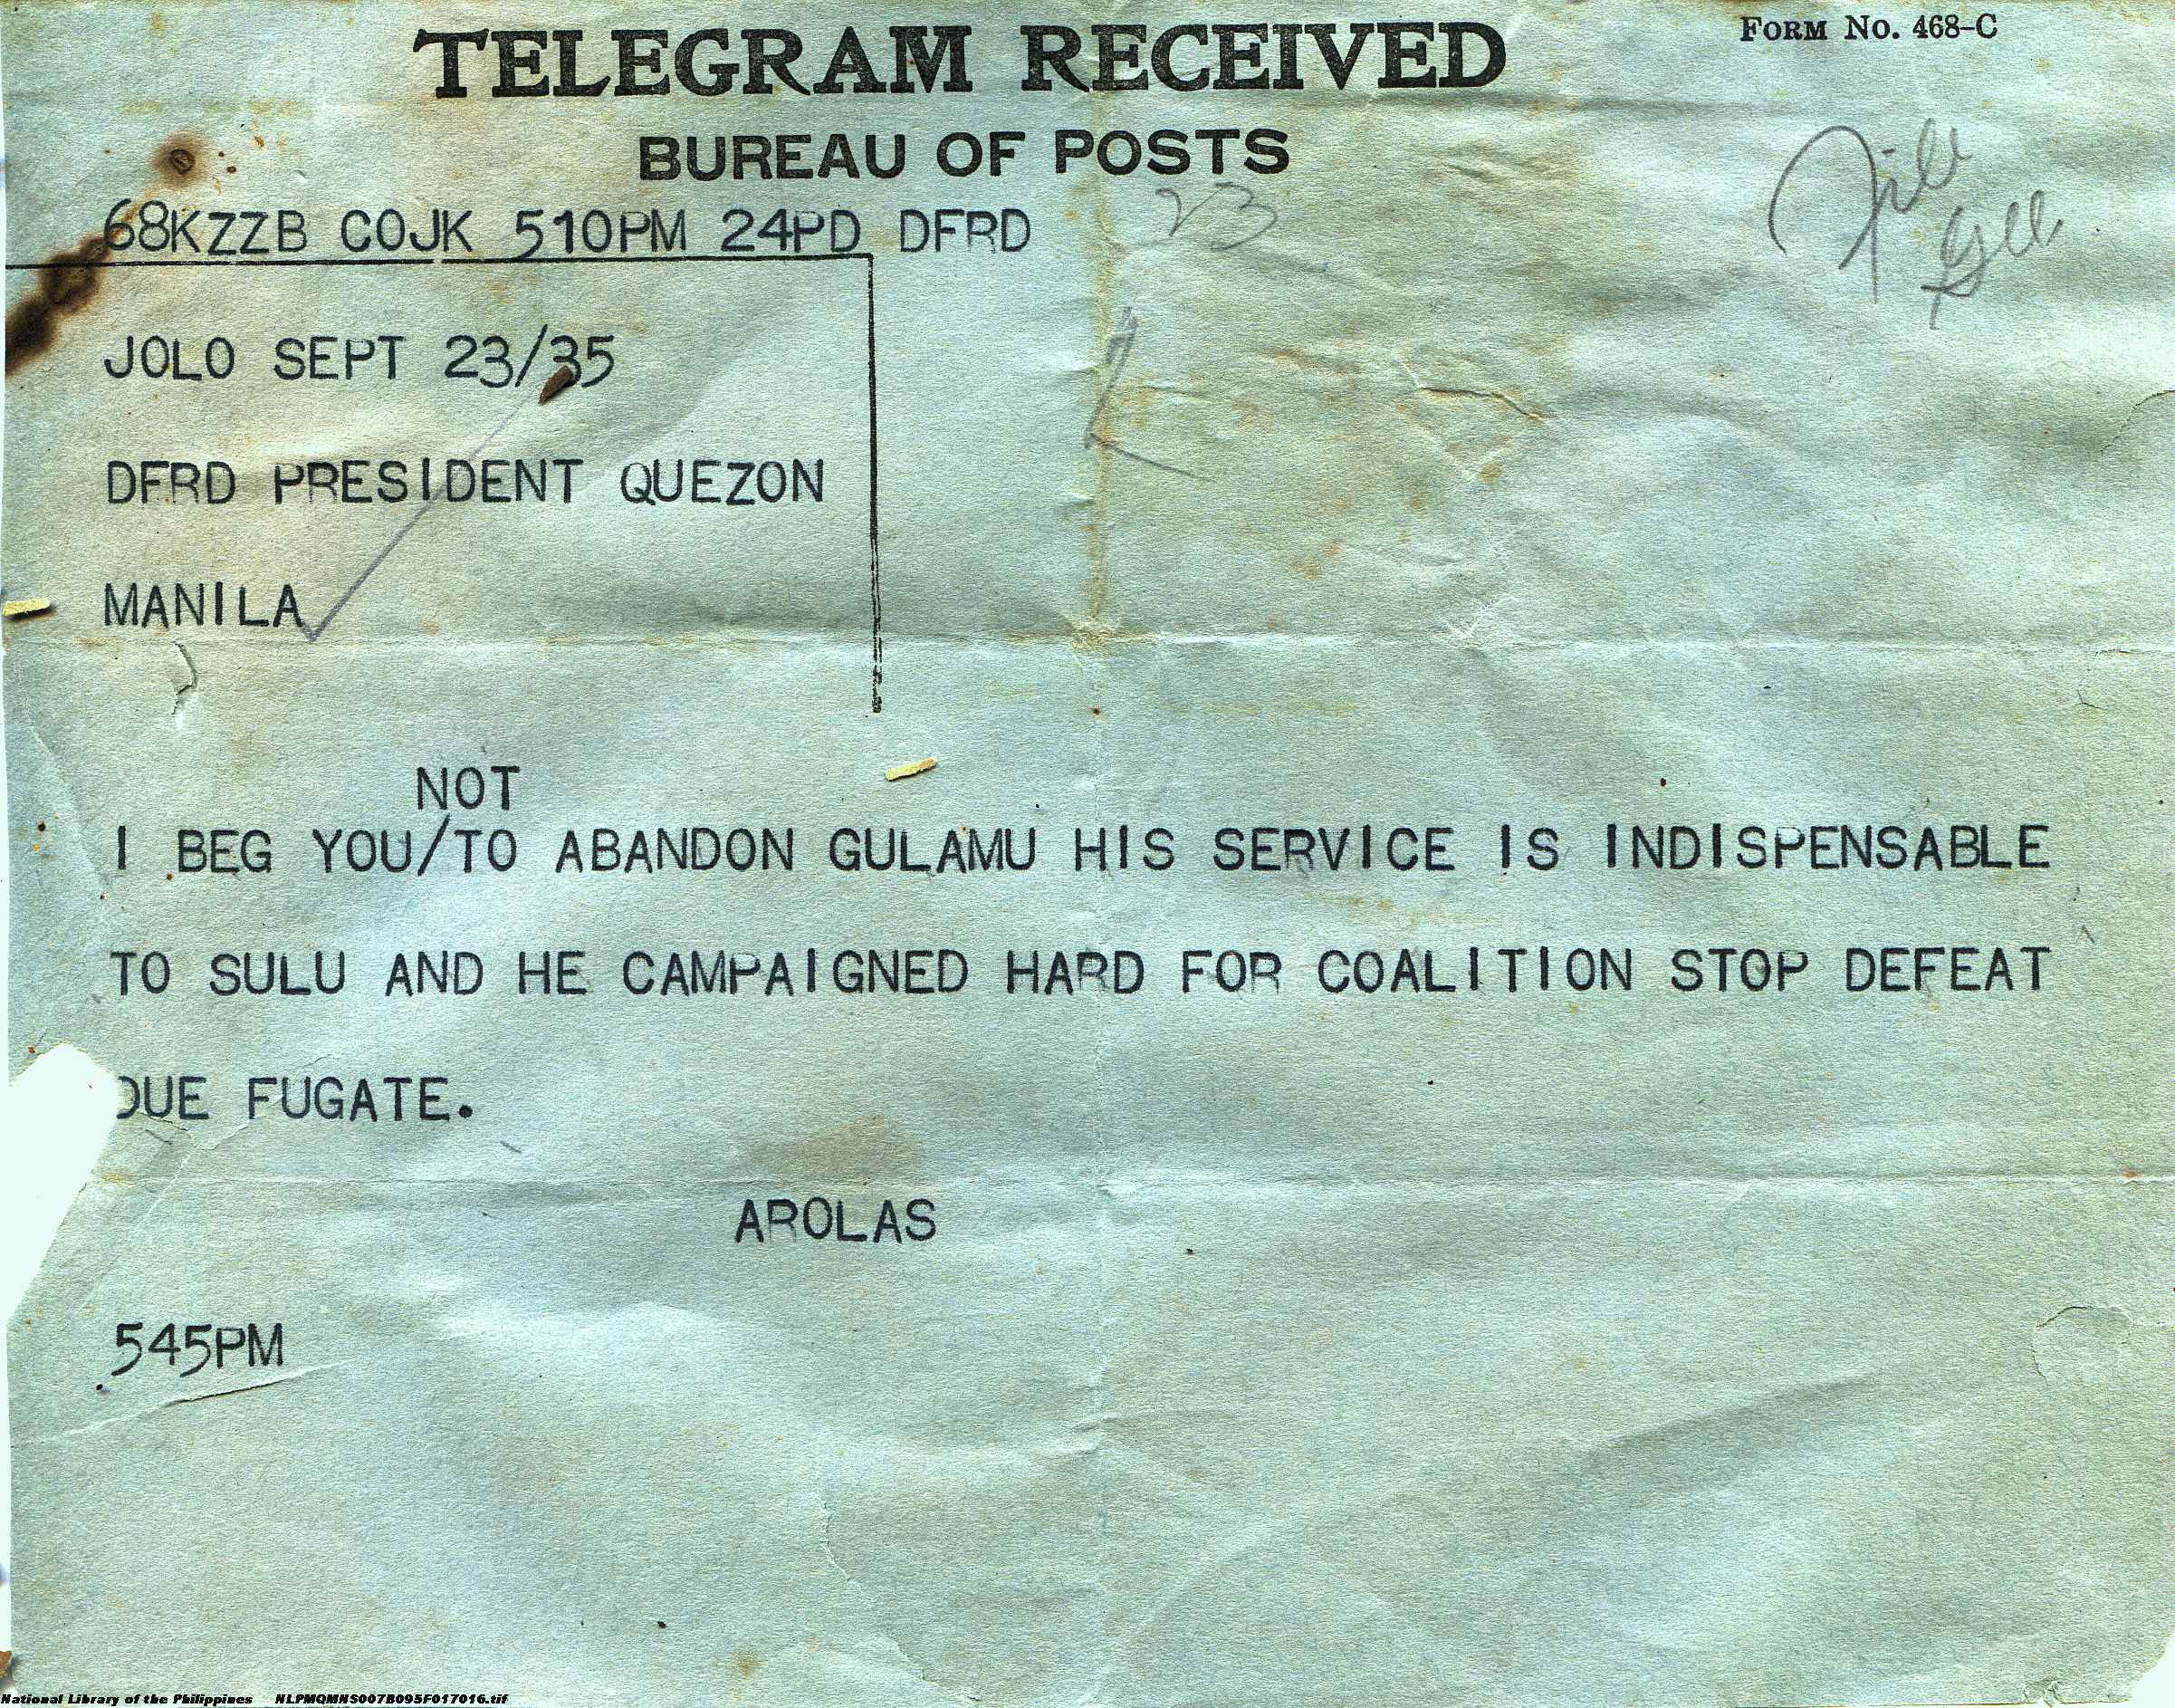 FORM NO. 468-C
TELEGRAM RECEIVED
BUREAU OF POSTS
68KZZB COJK 510PM 24PD DFRD 23
File
JOLO SEPT 23/35
DFRD PRESIDENT QUEZON
MANILA
NOT
I BEG YOU/TO ABANDON GULAMU HIS SERVICE IS INDISPENSABLE
TO SULU AND HE CAMPAIGNED HARD FOR COALITION STOP DEFEAT
DUE FUGATE.
AROLAS
545PM
National Library of the Philippines NLPMQMNS007B095F017016.tif